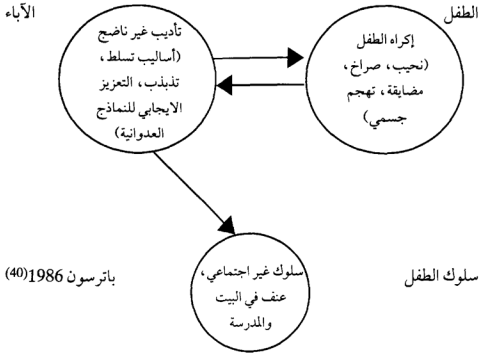 الطفل
الآباء
إكراه الطفل
(نحيب، صراخ،
مضايقة، تهجم
جسمي)
تأديب غير ناضج
(أساليب تسلط،
تذبذب، التعزيز
الايجابي للنماذج
العدوانية)
سلوك الطفل
سلوك غير اجتماعي،
عنف في البيت
والمدرسة
باترسون 1986(40)